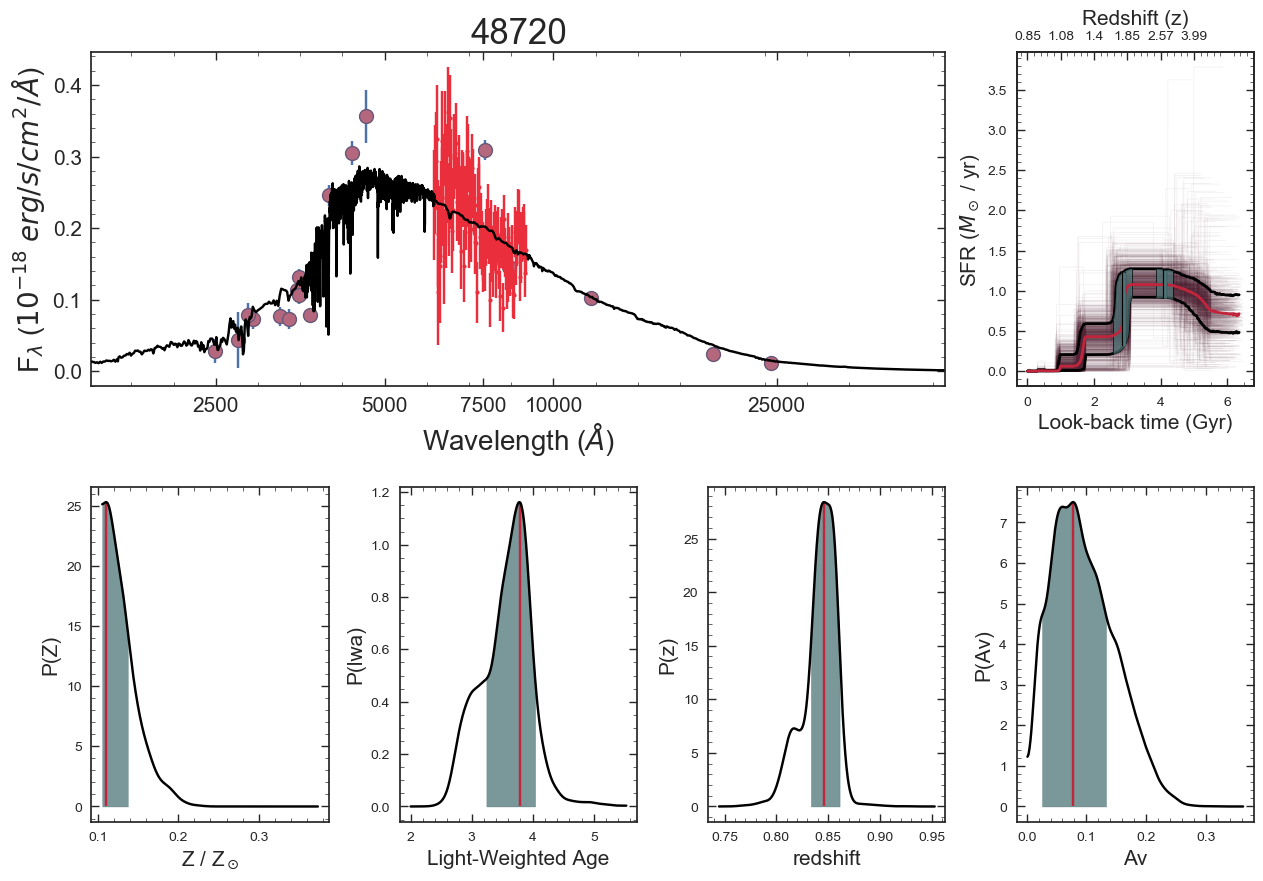 48720
F_λ (10^−18 erg/s/cm^2/Å)
0.4
0.3
0.2
0.1
0.0
2500 5000 7500 10000 25000
Wavelength (Å)
Redshift (z)
0.85 1.08 1.4 1.85 2.57 3.99
SFR (M_⊙ / yr)
3.5
3.0
2.5
2.0
1.5
1.0
0.5
0.0
0 2 4 6
Look-back time (Gyr)
P(Z)
25
20
15
10
5
0
0.1 0.2 0.3
Z / Z_⊙
P(lwa)
1.2
1.0
0.8
0.6
0.4
0.2
0.0
2 3 4 5
Light-Weighted Age
P(z)
25
20
15
10
5
0
0.75 0.80 0.85 0.90 0.95
redshift
P(Av)
7
6
5
4
3
2
1
0
0.0 0.1 0.2 0.3
Av